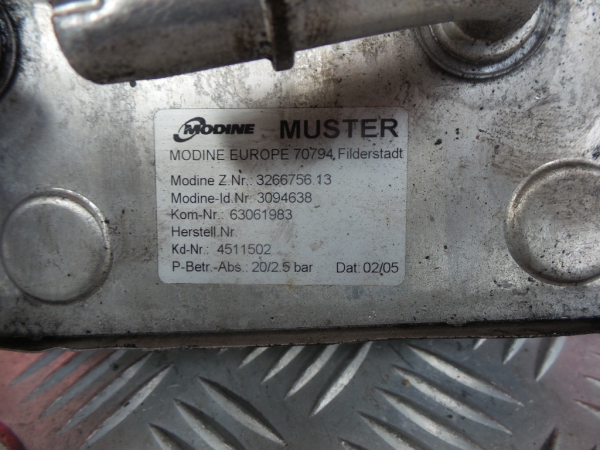 MODINE MUSTER
MODINE EUROPE 70794 Filderstadt
Modine Z.Nr.: 3266756.13
Modine-Id.Nr 3094638
Kom-Nr.: 63061983
Herstell.Nr.
Kd-Nr.: 4511502
P-Betr.-Abs.: 20/2.5 bar Dat: 02/05